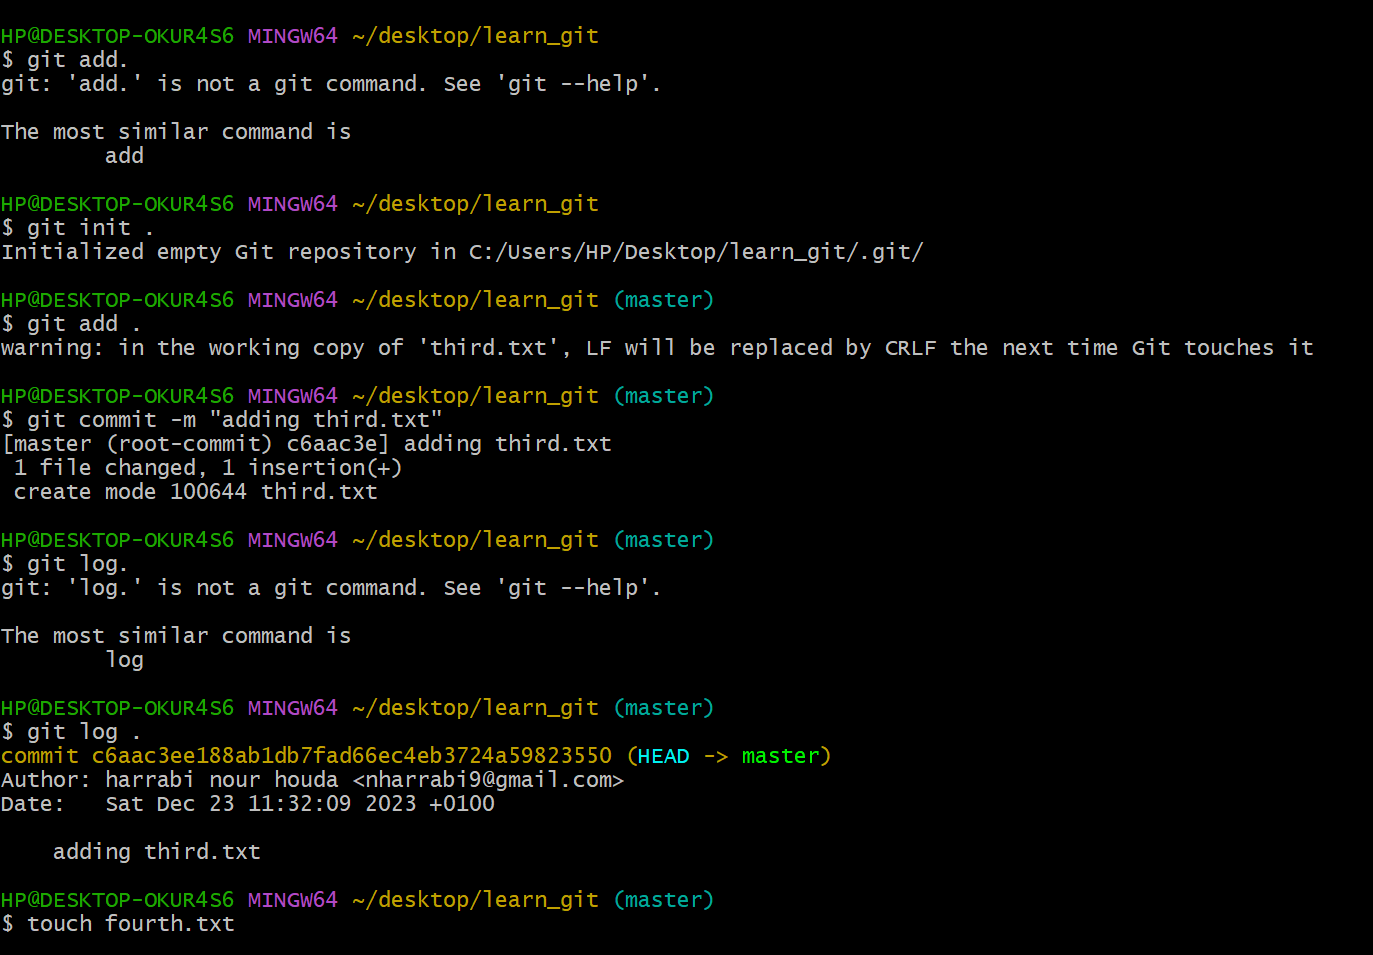 HP@DESKTOP-OKUR4S6 MINGW64 ~/desktop/learn_git
$ git add.
git: 'add.' is not a git command. See 'git --help'.
The most similar command is
add
HP@DESKTOP-OKUR4S6 MINGW64 ~/desktop/learn_git
$ git init .
Initialized empty Git repository in C:/Users/HP/Desktop/learn_git/.git/
HP@DESKTOP-OKUR4S6 MINGW64 ~/desktop/learn_git (master)
$ git add .
warning: in the working copy of 'third.txt', LF will be replaced by CRLF the next time Git touches it
HP@DESKTOP-OKUR4S6 MINGW64 ~/desktop/learn_git (master)
$ git commit -m "adding third.txt"
[master (root-commit) c6aac3e] adding third.txt
1 file changed, 1 insertion(+)
create mode 100644 third.txt
HP@DESKTOP-OKUR4S6 MINGW64 ~/desktop/learn_git (master)
$ git log.
git: 'log.' is not a git command. See 'git --help'.
The most similar command is
log
HP@DESKTOP-OKUR4S6 MINGW64 ~/desktop/learn_git (master)
$ git log .
commit c6aac3ee188ab1db7fad66ec4eb3724a59823550 (HEAD -> master)
Author: harrabi nour houda <nharrabi9@gmail.com>
Date:   Sat Dec 23 11:32:09 2023 +0100
adding third.txt
HP@DESKTOP-OKUR4S6 MINGW64 ~/desktop/learn_git (master)
$ touch fourth.txt